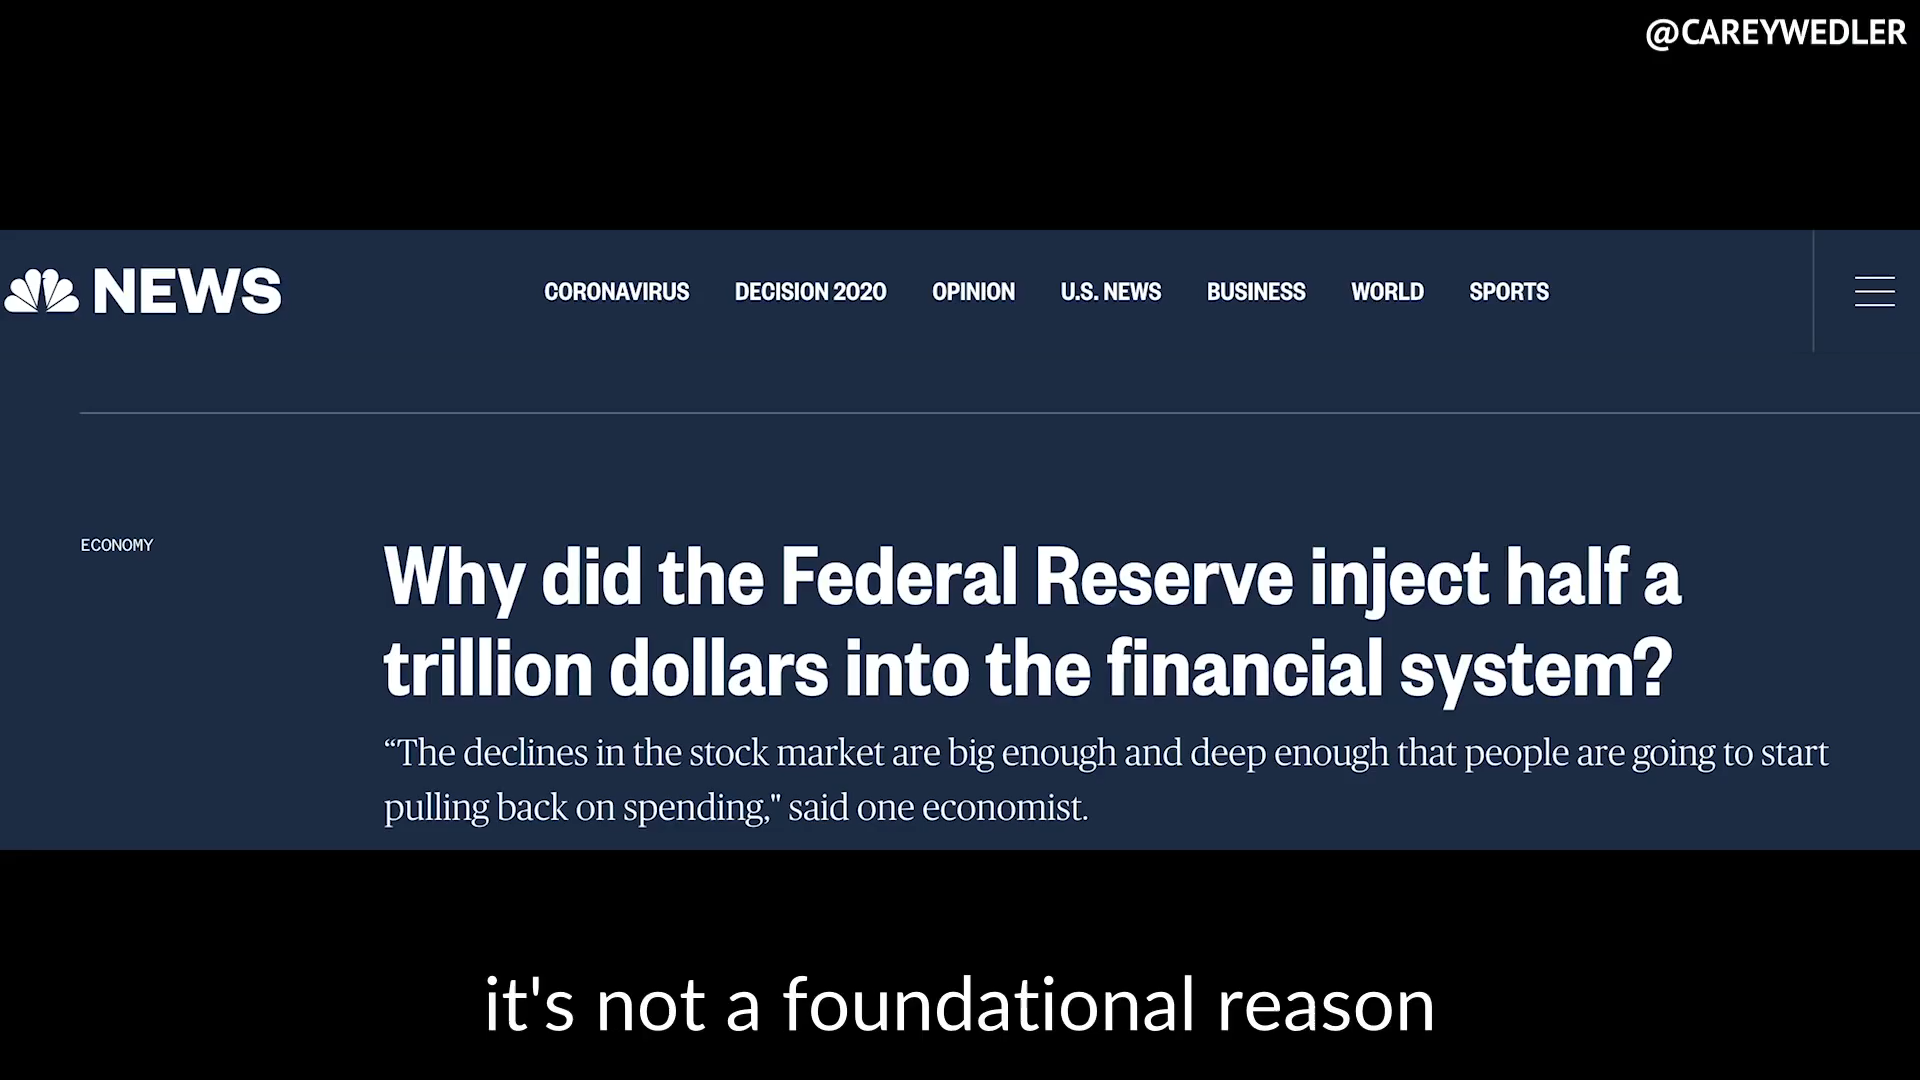 @CAREYWEDLER
NEWS
CORONAVIRUS DECISION 2020 OPINION U.S. NEWS BUSINESS WORLD SPORTS
ECONOMY
Why did the Federal Reserve inject half a
trillion dollars into the financial system?
“The declines in the stock market are big enough and deep enough that people are going to start
pulling back on spending," said one economist.
it's not a foundational reason